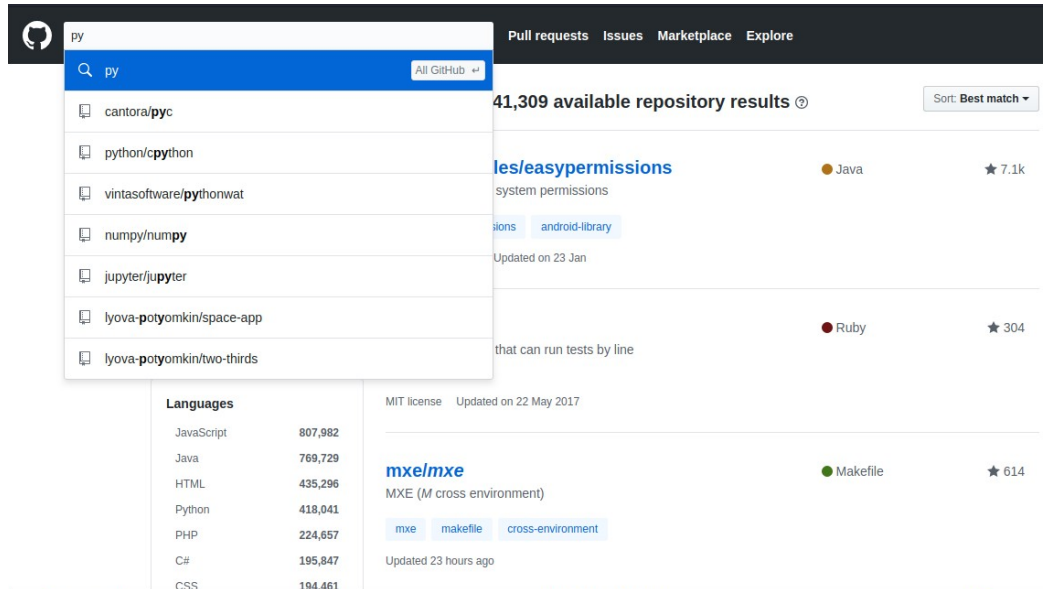 py
Pull requests Issues Marketplace Explore
py All GitHub ↵
cantora/pyc
python/cpython
vintasoftware/pythonwat
numpy/numpy
jupyter/jupyter
lyova-potyomkin/space-app
lyova-potyomkin/two-thirds
41,309 available repository results
Sort: Best match
les/easypermissions
Java
7.1k
system permissions
sions android-library
Updated on 23 Jan
Ruby
304
that can run tests by line
MIT license Updated on 22 May 2017
Languages
JavaScript 807,982
Java 769,729
HTML 435,296
Python 418,041
PHP 224,657
C# 195,847
CSS 194,461
mxe/mxe
Makefile
614
MXE (M cross environment)
mxe makefile cross-environment
Updated 23 hours ago